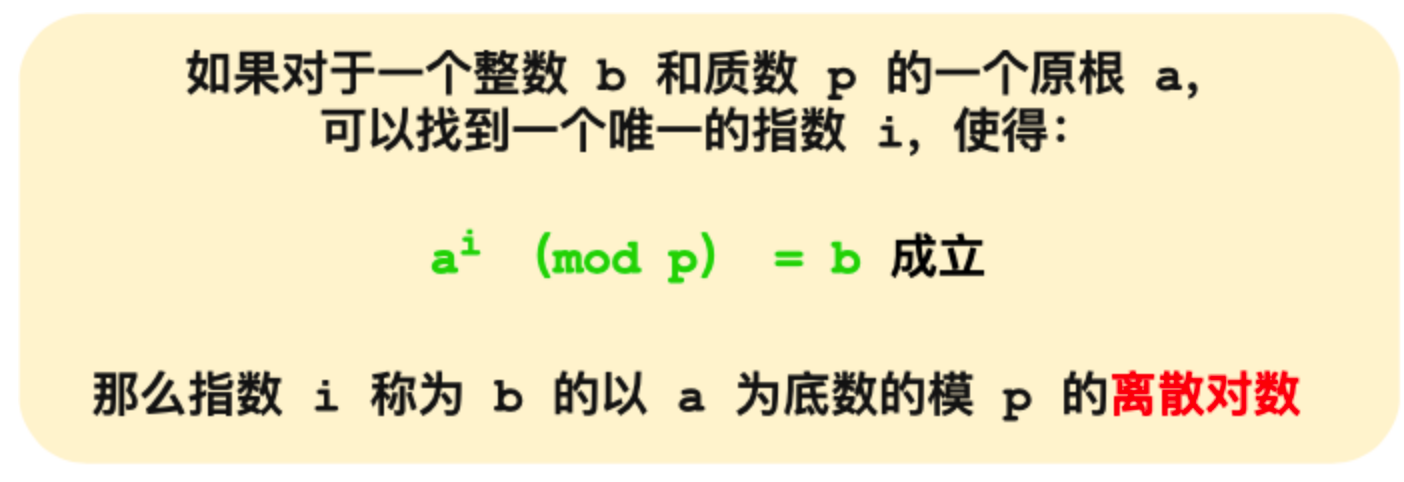 如果对于一个整数 b 和质数 p 的一个原根 a,
可以找到一个唯一的指数 i, 使得:
aⁱ (mod p) = b 成立
那么指数 i 称为 b 的以 a 为底数的模 p 的离散对数